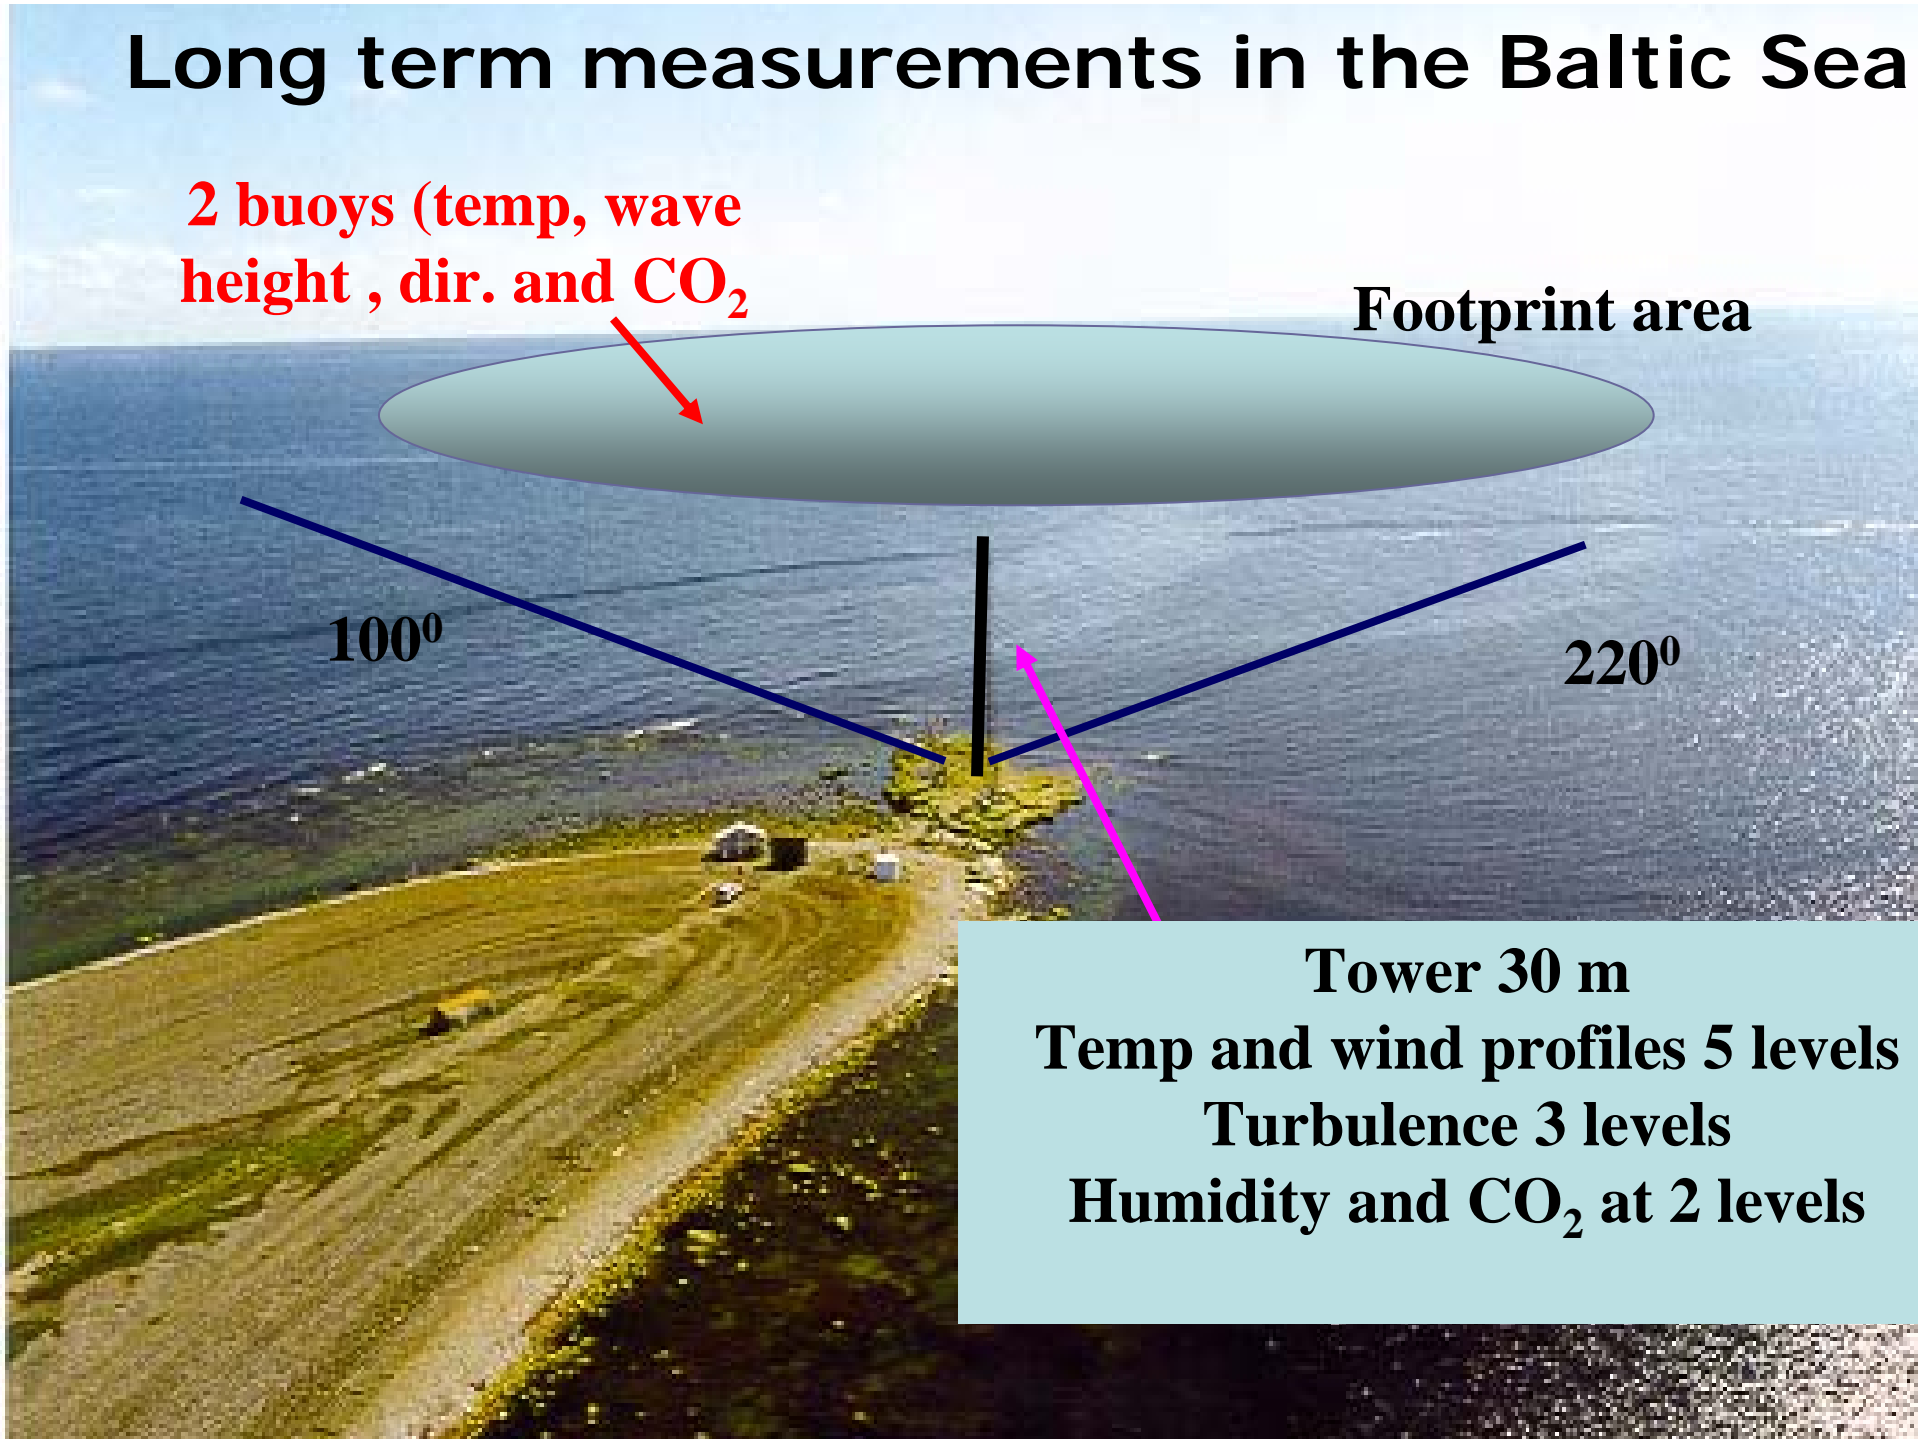 Long term measurements in the Baltic Sea
2 buoys (temp, wave
height , dir. and CO₂
Footprint area
100⁰
220⁰
Tower 30 m
Temp and wind profiles 5 levels
Turbulence 3 levels
Humidity and CO₂ at 2 levels